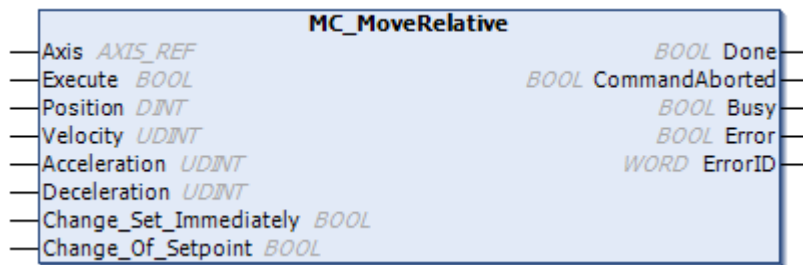 MC_MoveRelative
Axis AXIS_REF BOOL Done
Execute BOOL BOOL CommandAborted
Position DINT BOOL Busy
Velocity UDINT BOOL Error
Acceleration UDINT WORD ErrorID
Deceleration UDINT
Change_Set_Immediately BOOL
Change_Of_Setpoint BOOL